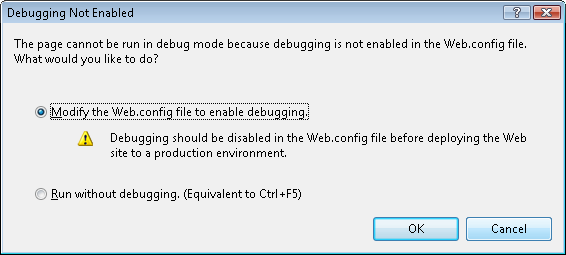 Debugging Not Enabled
The page cannot be run in debug mode because debugging is not enabled in the Web.config file.
What would you like to do?
Modify the Web.config file to enable debugging.
Debugging should be disabled in the Web.config file before deploying the Web
site to a production environment.
Run without debugging. (Equivalent to Ctrl+F5)
OK
Cancel